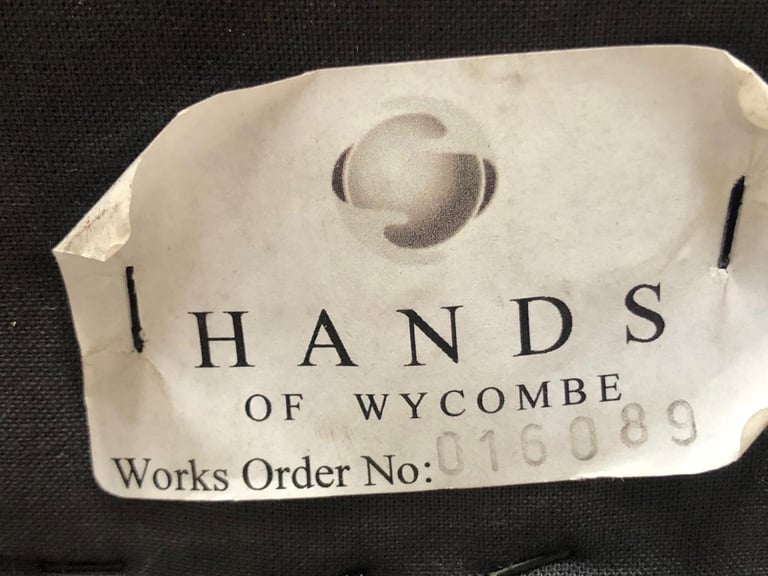 HANDS
OF WYCOMBE
Works Order No: 016089